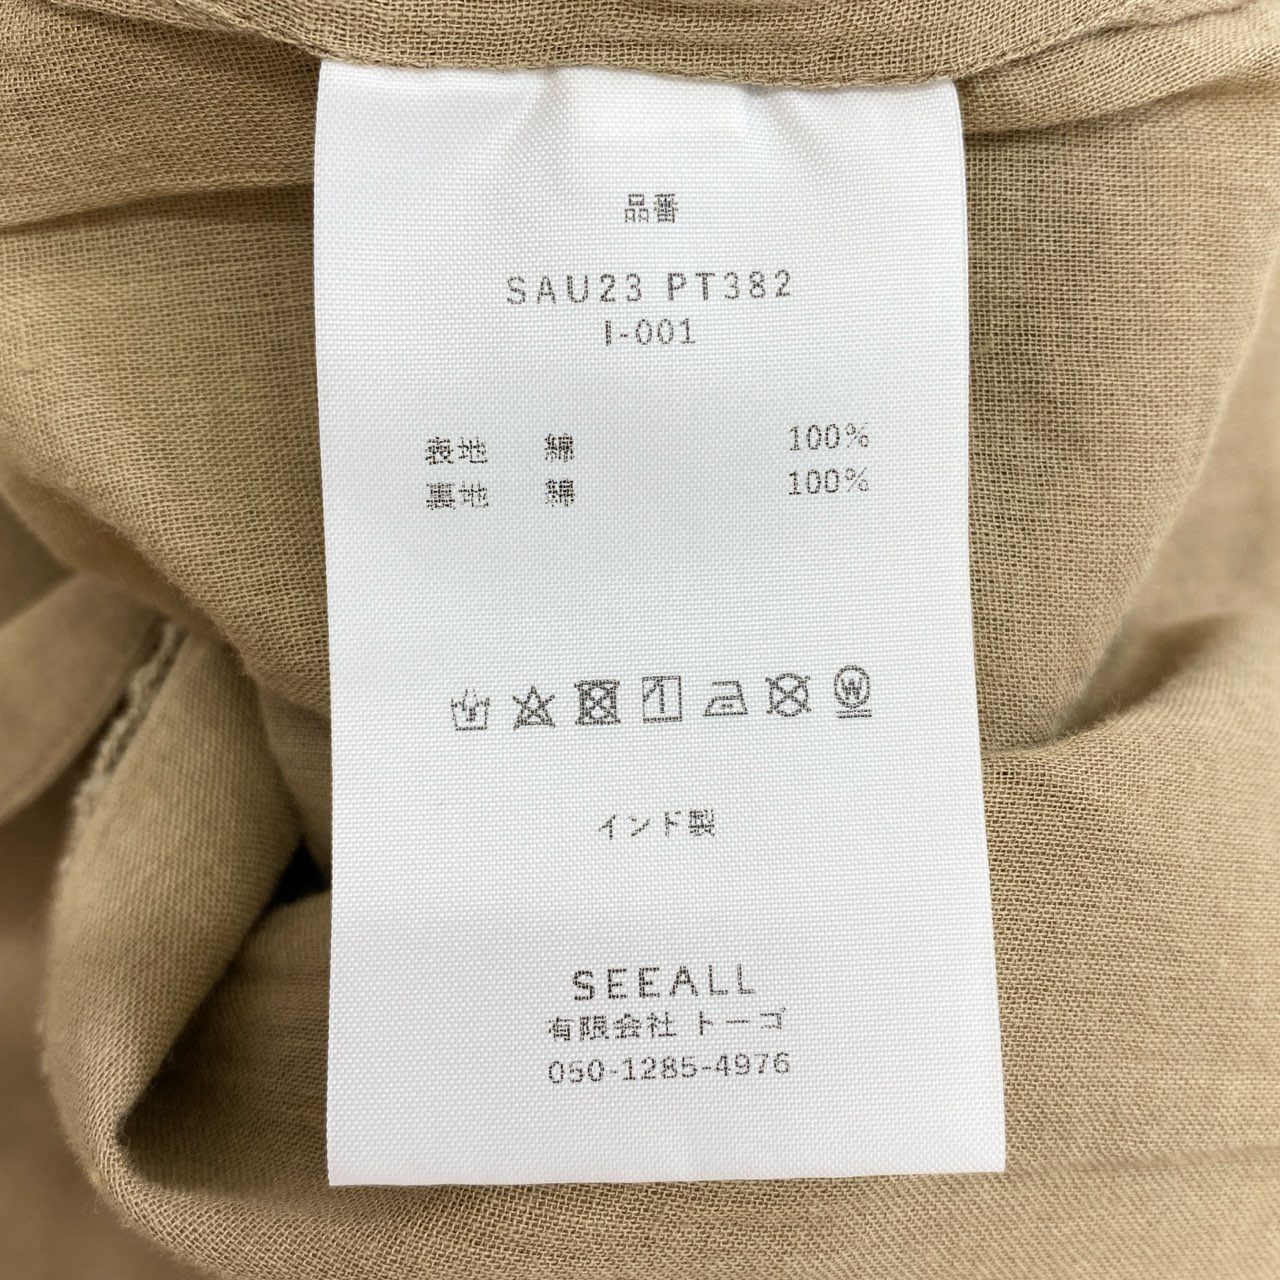 品番
SAU23 PT382
I-001
表地 綿 100%
裏地 綿 100%
インド製
SEEALL
有限会社 トーゴ
050-1285-4976